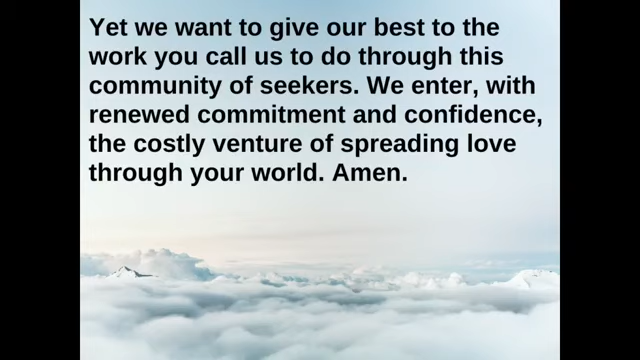 Yet we want to give our best to the
work you call us to do through this
community of seekers. We enter, with
renewed commitment and confidence,
the costly venture of spreading love
through your world. Amen.